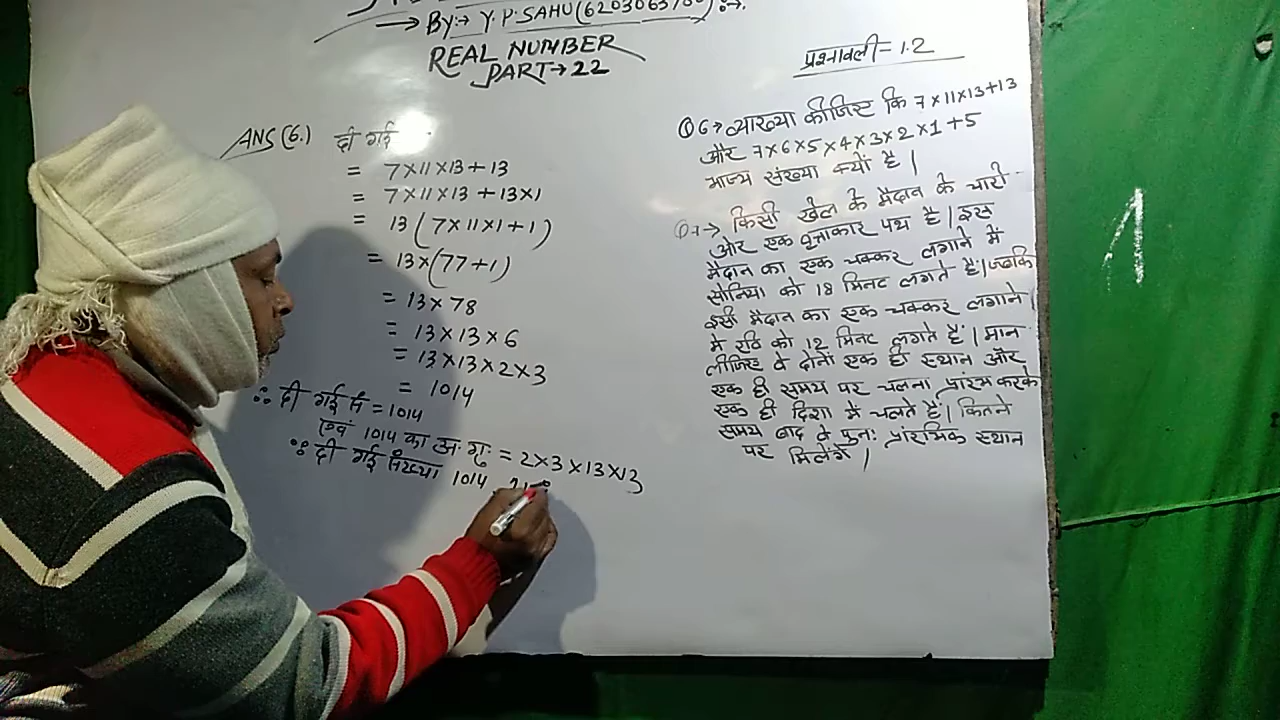 By:→ Y.P.SAHU
REAL NUMBER
PART→22
ANS(6.) दी गई
= 7×11×13+13
= 7×11×13+13×1
= 13(7×11×1+1)
= 13×(77+1)
= 13×78
= 13×13×6
= 13×13×2×3
= 1014
∴ दी गई सं = 1014
एवं 1014 का अ॰ गु॰ = 2×3×13×13
∵ दी गई संख्या 1014
प्रश्नावली=1.2
Q6→ व्याख्या कीजिए कि 7×11×13+13
और 7×6×5×4×3×2×1+5
भाज्य संख्या क्यों है।
किसी खेल के मैदान के चारो
और एक वृत्ताकार पथ है। इस
मैदान का एक चक्कर लगाने में
सोनिया को 18 मिनट लगते हैं। जबकि
इसी मैदान का एक चक्कर लगाने
मे रवि को 12 मिनट लगते हैं। मान
लीजिए वे दोनों एक ही स्थान और
एक ही समय पर चलना प्रारंभ करके
एक ही दिशा में चलते हैं। कितने
समय बाद वे पुनः प्रांरभिक स्थान
पर मिलेंगें।
1